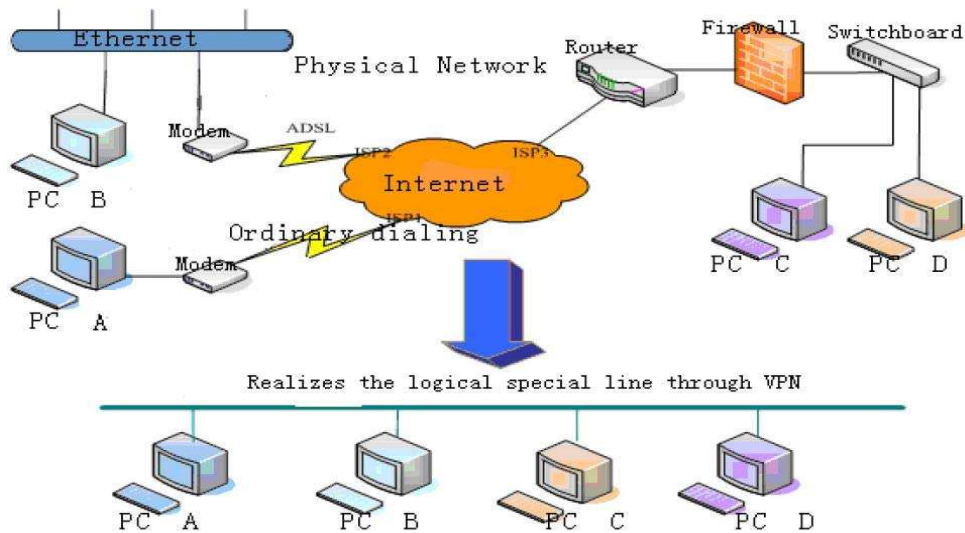 Ethernet
Physical Network
Router
Firewall
Switchboard
Modem
ADSL
ISP2
ISP3
Internet
PC B
ISP1
Ordinary dialing
Modem
PC A
PC C
PC D
Realizes the logical special line through VPN
PC A
PC B
PC C
PC D